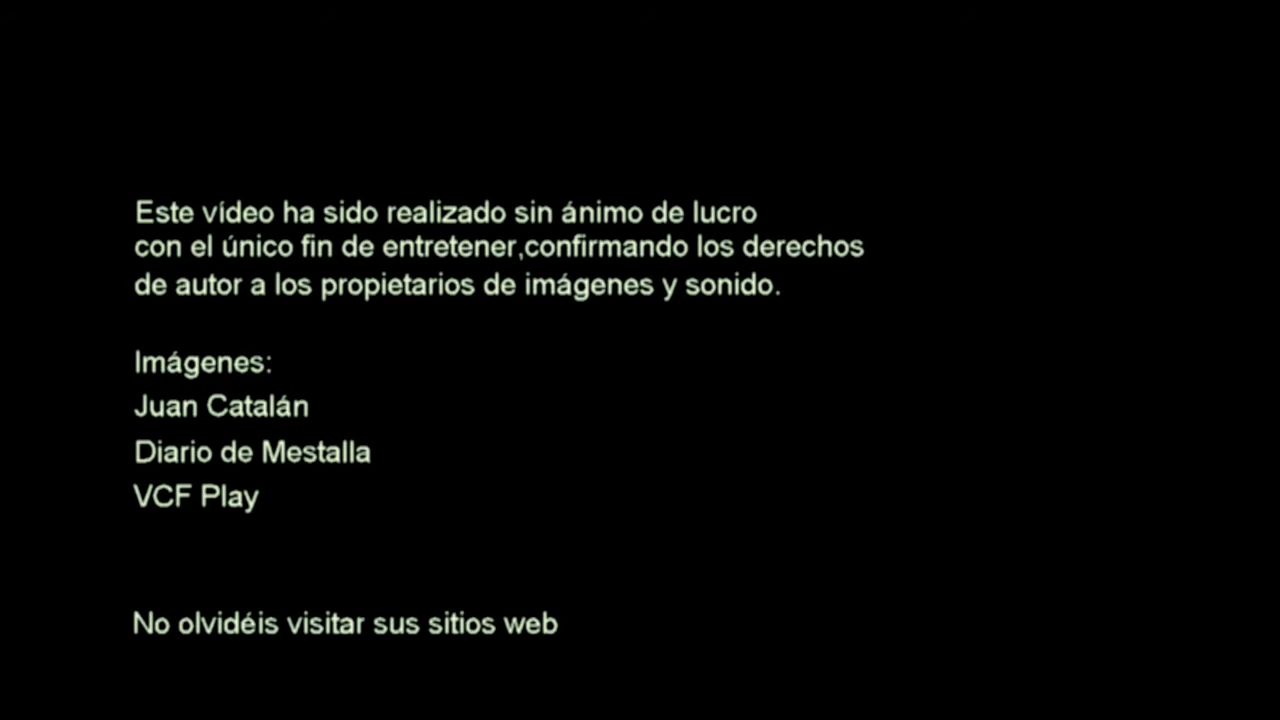 Este vídeo ha sido realizado sin ánimo de lucro
con el único fin de entretener,confirmando los derechos
de autor a los propietarios de imágenes y sonido.
Imágenes:
Juan Catalán
Diario de Mestalla
VCF Play
No olvidéis visitar sus sitios web